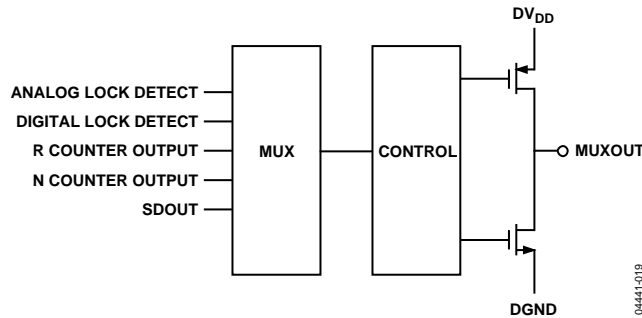 DVDD
ANALOG LOCK DETECT
DIGITAL LOCK DETECT
R COUNTER OUTPUT
N COUNTER OUTPUT
SDOUT
MUX
CONTROL
MUXOUT
DGND
04441-019